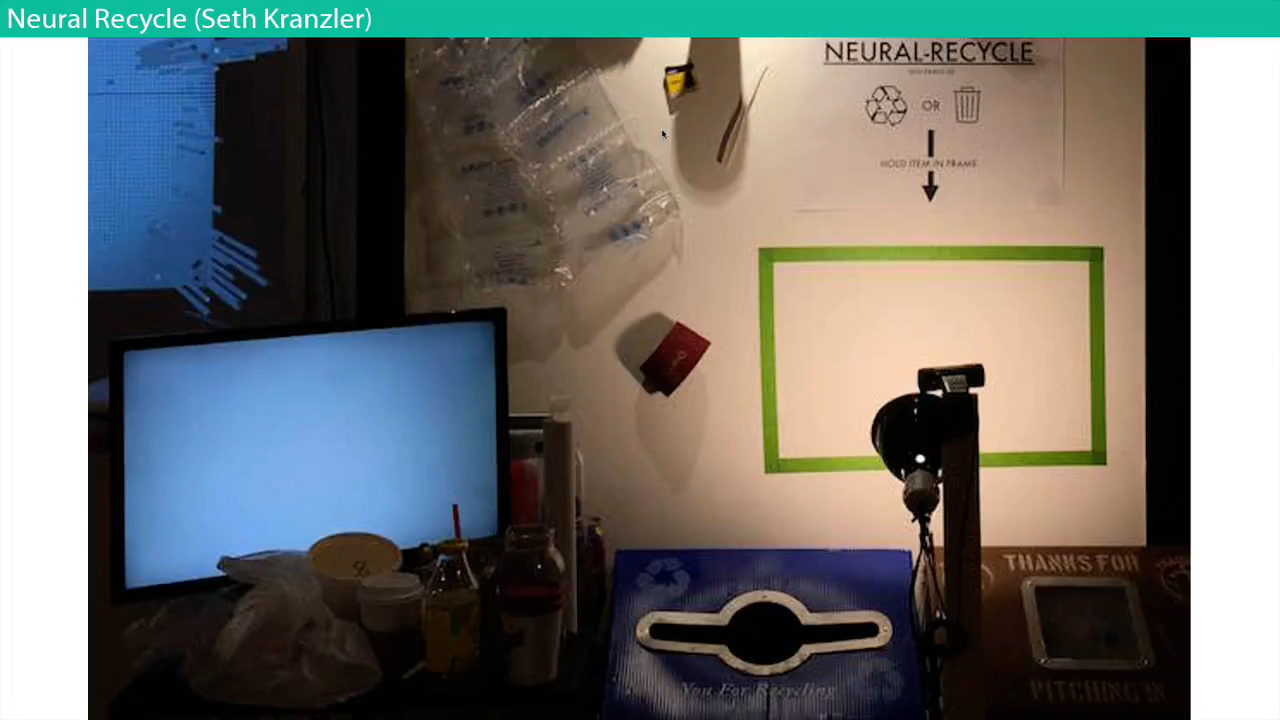 Neural Recycle (Seth Kranzler)
NEURAL-RECYCLE
OR
HOLD ITEM IN FRAME
THANKS FOR
You For Recycling
PITCHING IN